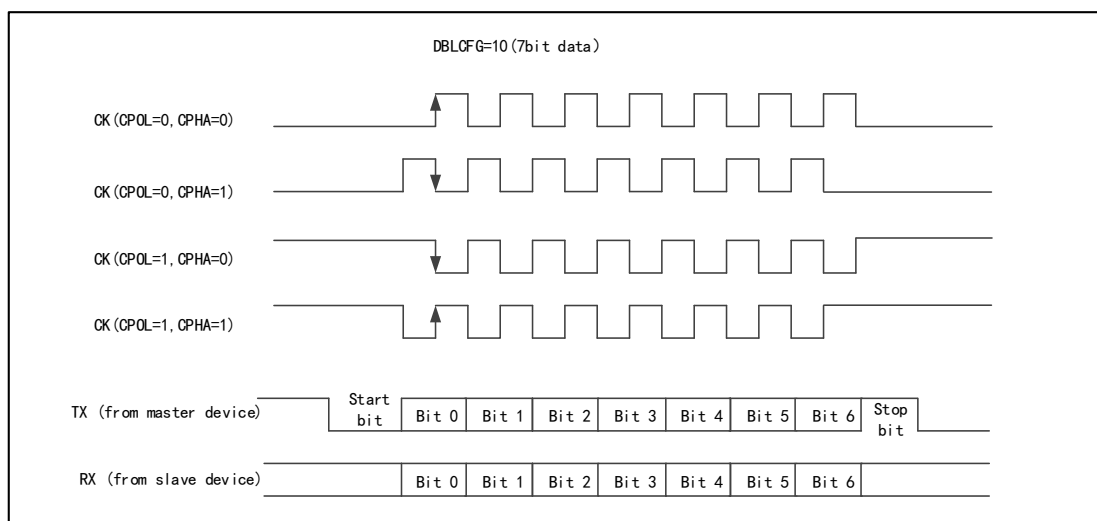 DBLCFG=10(7bit data)
CK(CPOL=0,CPHA=0)
CK(CPOL=0,CPHA=1)
CK(CPOL=1,CPHA=0)
CK(CPOL=1,CPHA=1)
TX (from master device)
Start
bit
Bit 0 Bit 1 Bit 2 Bit 3 Bit 4 Bit 5 Bit 6
Stop
bit
RX (from slave device)
Bit 0 Bit 1 Bit 2 Bit 3 Bit 4 Bit 5 Bit 6